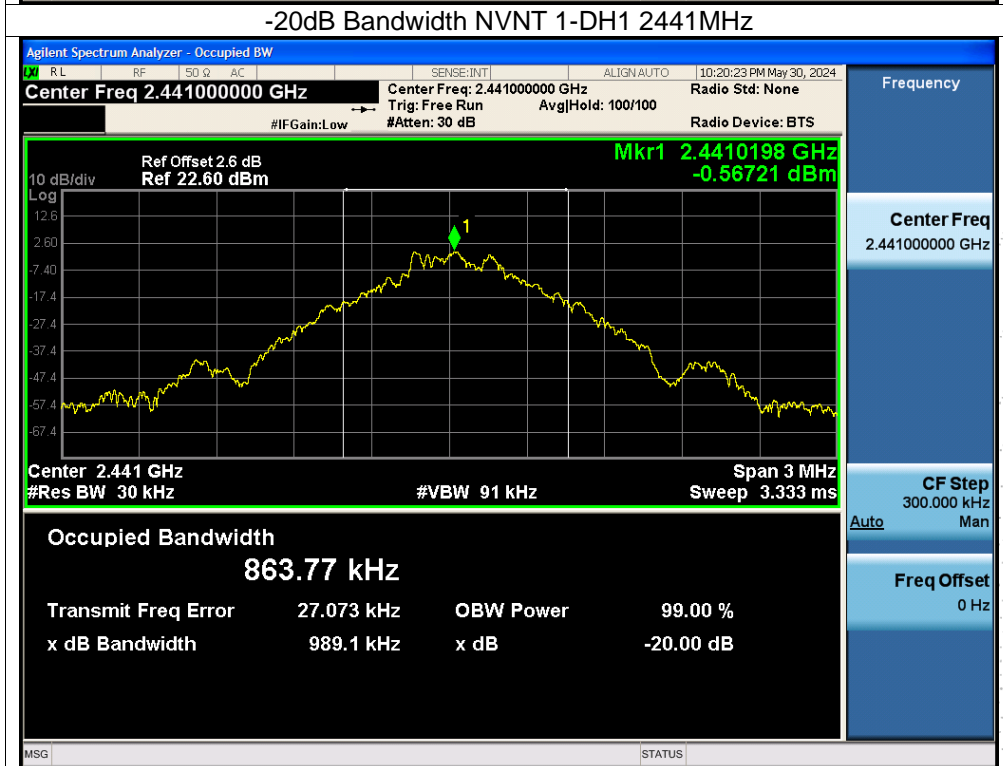 -20dB Bandwidth NVNT 1-DH1 2441MHz
Agilent Spectrum Analyzer - Occupied BW
LXI RL RF 50 Ω AC SENSE:INT ALIGN AUTO 10:20:23 PM May 30, 2024
Center Freq 2.441000000 GHz Center Freq: 2.441000000 GHz Radio Std: None
Trig: Free Run Avg|Hold: 100/100
#IFGain:Low #Atten: 30 dB Radio Device: BTS
Frequency
Mkr1 2.4410198 GHz
-0.56721 dBm
Ref Offset 2.6 dB
10 dB/div Ref 22.60 dBm
Log
12.6
2.60
-7.40
-17.4
-27.4
-37.4
-47.4
-57.4
-67.4
1
Center Freq
2.441000000 GHz
Center 2.441 GHz Span 3 MHz
#Res BW 30 kHz #VBW 91 kHz Sweep 3.333 ms
CF Step
300.000 kHz
Auto Man
Occupied Bandwidth
863.77 kHz
Freq Offset
0 Hz
Transmit Freq Error 27.073 kHz OBW Power 99.00 %
x dB Bandwidth 989.1 kHz x dB -20.00 dB
MSG STATUS